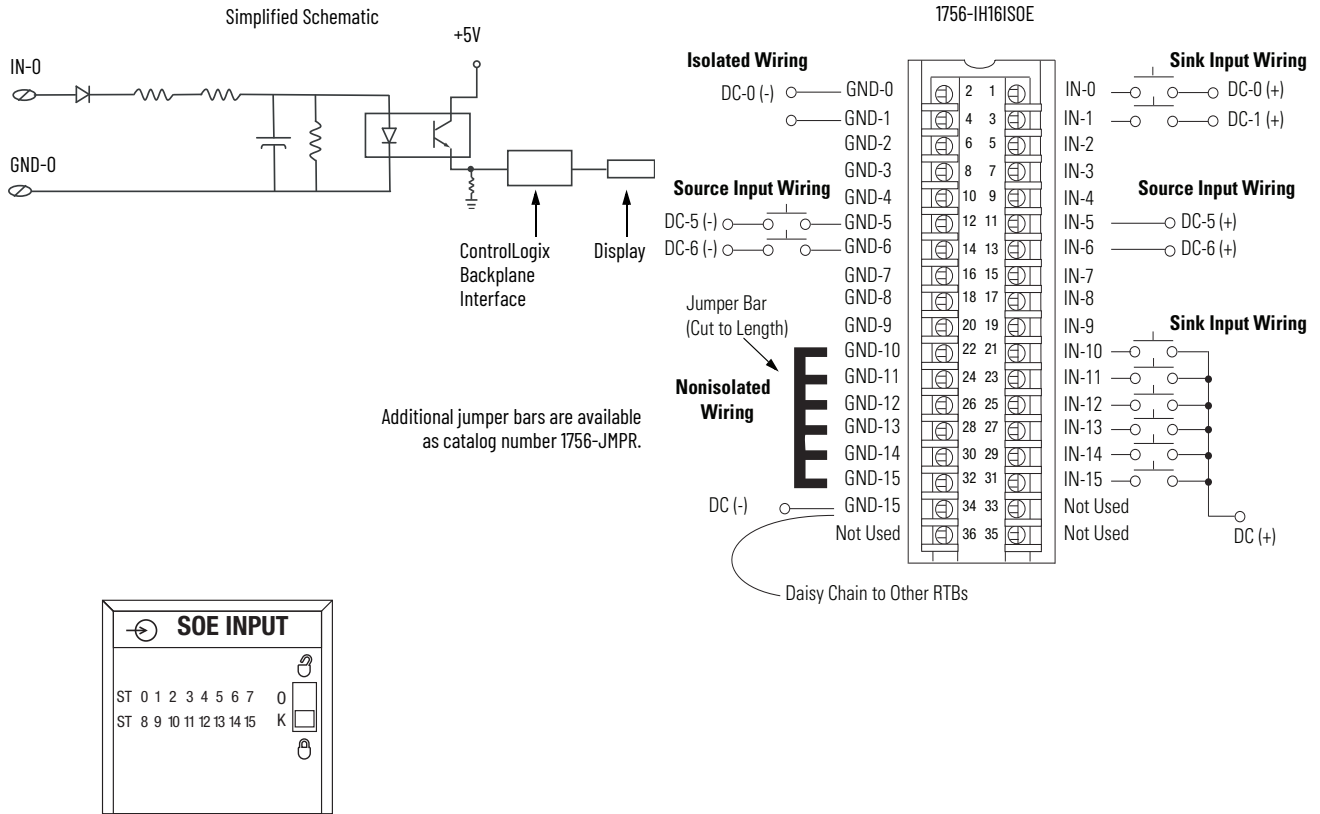 Simplified Schematic
+5V
IN-0
GND-0
ControlLogix
Backplane
Interface
Display
Additional jumper bars are available
as catalog number 1756-JMPR.
1756-IH16ISOE
Isolated Wiring
Sink Input Wiring
DC-0 (-) GND-0 2 1 IN-0 DC-0 (+)
GND-1 4 3 IN-1 DC-1 (+)
GND-2 6 5 IN-2
GND-3 8 7 IN-3
Source Input Wiring
Source Input Wiring
GND-4 10 9 IN-4
DC-5 (-) GND-5 12 11 IN-5 DC-5 (+)
DC-6 (-) GND-6 14 13 IN-6 DC-6 (+)
GND-7 16 15 IN-7
GND-8 18 17 IN-8
Jumper Bar
(Cut to Length)
GND-9 20 19 IN-9
Sink Input Wiring
GND-10 22 21 IN-10
GND-11 24 23 IN-11
Nonisolated
Wiring
GND-12 26 25 IN-12
GND-13 28 27 IN-13
GND-14 30 29 IN-14
GND-15 32 31 IN-15
DC (-) GND-15 34 33 Not Used
Not Used 36 35 Not Used
DC (+)
Daisy Chain to Other RTBs
SOE INPUT
ST 0 1 2 3 4 5 6 7 O
ST 8 9 10 11 12 13 14 15 K